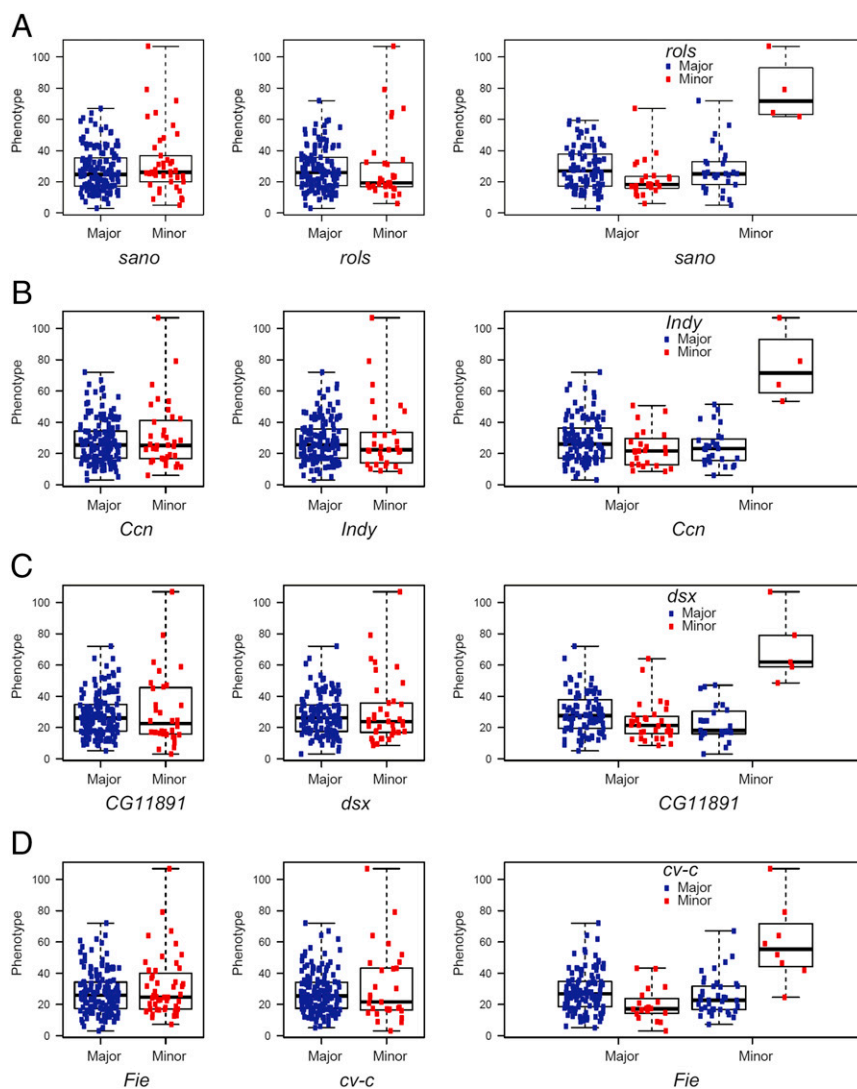 A
Phenotype
100
80
60
40
20
0
Major Minor
sano
Phenotype
100
80
60
40
20
0
Major Minor
rols
Phenotype
100
80
60
40
20
0
rols
Major
Minor
Major Minor
sano
B
Phenotype
100
80
60
40
20
0
Major Minor
Ccn
Phenotype
100
80
60
40
20
0
Major Minor
Indy
Phenotype
100
80
60
40
20
0
Indy
Major
Minor
Major Minor
Ccn
C
Phenotype
100
80
60
40
20
0
Major Minor
CG11891
Phenotype
100
80
60
40
20
0
Major Minor
dsx
Phenotype
100
80
60
40
20
0
dsx
Major
Minor
Major Minor
CG11891
D
Phenotype
100
80
60
40
20
0
Major Minor
Fie
Phenotype
100
80
60
40
20
0
Major Minor
cv-c
Phenotype
100
80
60
40
20
0
cv-c
Major
Minor
Major Minor
Fie